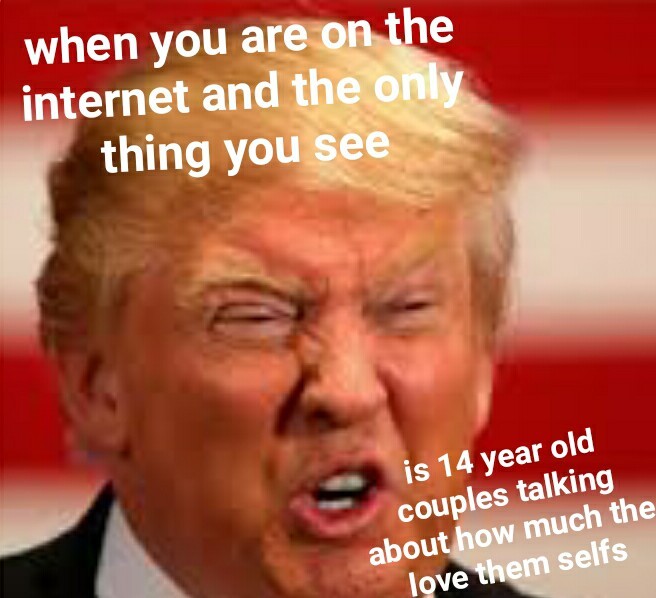 when you are on the
internet and the only
thing you see
is 14 year old
couples talking
about how much the
love them selfs